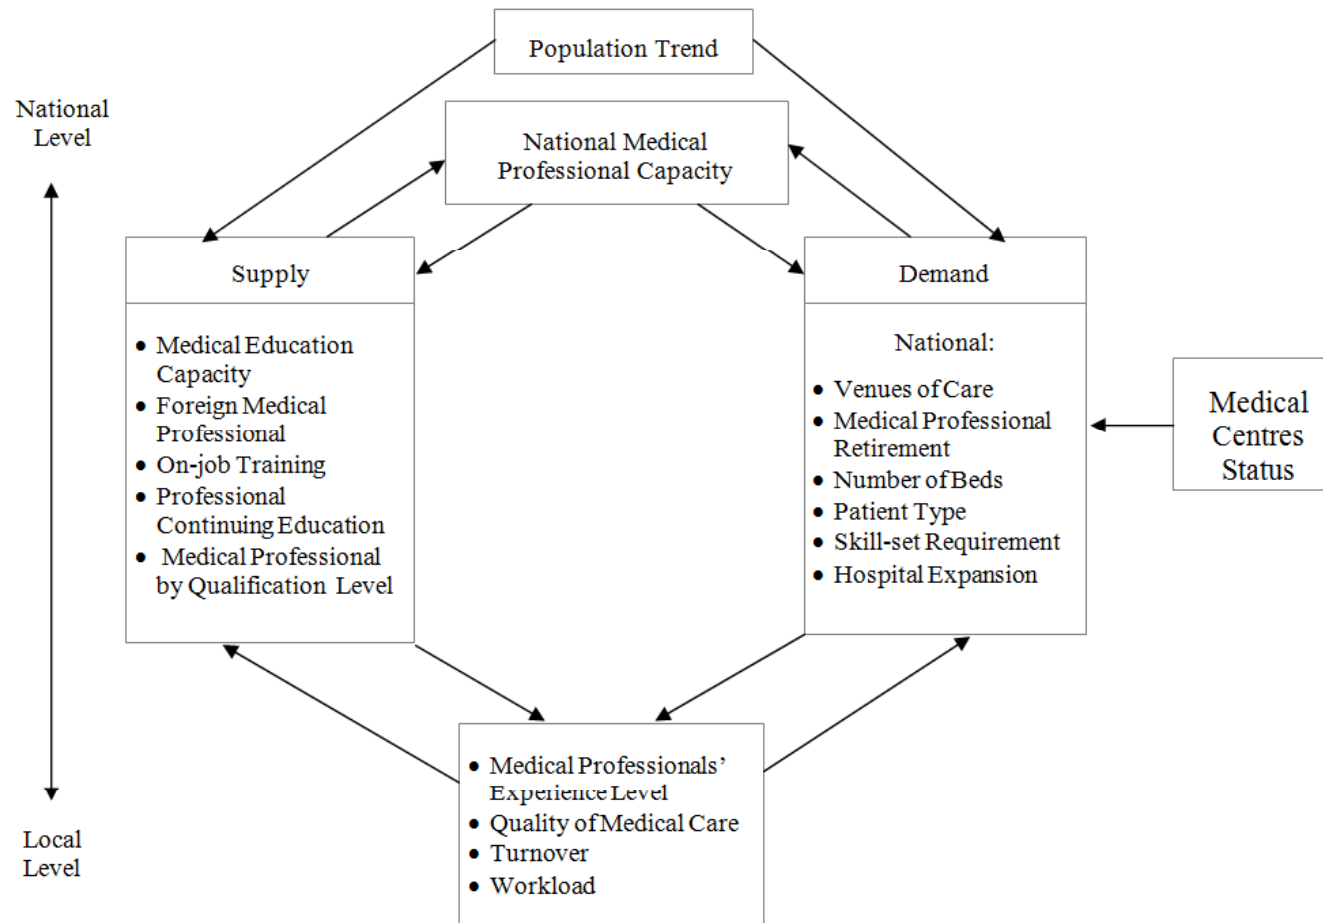 Population Trend
National
Level
National Medical
Professional Capacity
Supply
• Medical Education
Capacity
• Foreign Medical
Professional
• On-job Training
• Professional
Continuing Education
• Medical Professional
by Qualification Level
Demand
National:
• Venues of Care
• Medical Professional
Retirement
• Number of Beds
• Patient Type
• Skill-set Requirement
• Hospital Expansion
Medical
Centres
Status
• Medical Professionals’
Experience Level
• Quality of Medical Care
• Turnover
• Workload
Local
Level